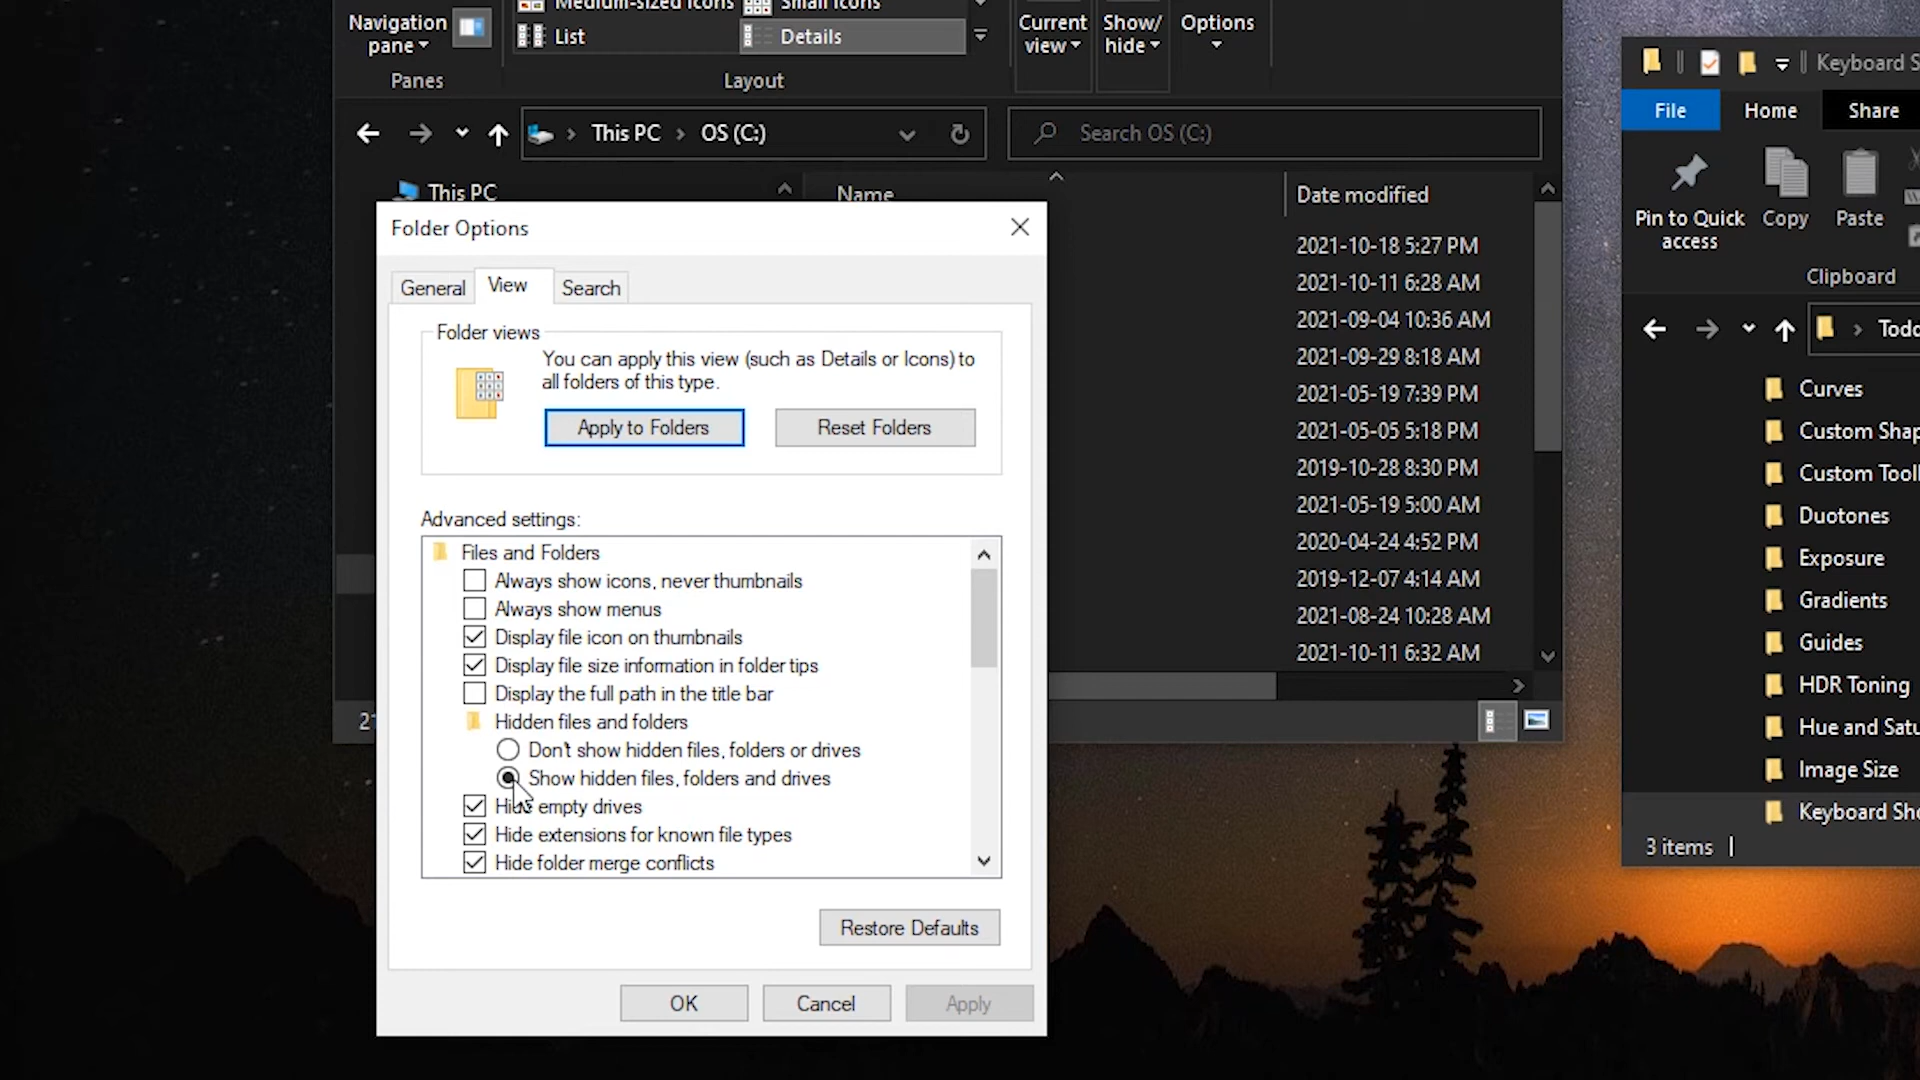 Medium-sized icons
Small icons
List
Details
Navigation
pane
Panes
Layout
Current
view
Show/
hide
Options
This PC
OS (C:)
Search OS (C:)
This PC
Name
Date modified
2021-10-18 5:27 PM
2021-10-11 6:28 AM
2021-09-04 10:36 AM
2021-09-29 8:18 AM
2021-05-19 7:39 PM
2021-05-05 5:18 PM
2019-10-28 8:30 PM
2021-05-19 5:00 AM
2020-04-24 4:52 PM
2019-12-07 4:14 AM
2021-08-24 10:28 AM
2021-10-11 6:32 AM
Folder Options
General
View
Search
Folder views
You can apply this view (such as Details or Icons) to
all folders of this type.
Apply to Folders
Reset Folders
Advanced settings:
Files and Folders
Always show icons, never thumbnails
Always show menus
Display file icon on thumbnails
Display file size information in folder tips
Display the full path in the title bar
Hidden files and folders
Don't show hidden files, folders or drives
Show hidden files, folders and drives
Hide empty drives
Hide extensions for known file types
Hide folder merge conflicts
Restore Defaults
OK
Cancel
Apply
Keyboard S
File
Home
Share
Pin to Quick
access
Copy
Paste
Clipboard
Todd
Curves
Custom Shap
Custom Tool
Duotones
Exposure
Gradients
Guides
HDR Toning
Hue and Satu
Image Size
Keyboard Sho
3 items